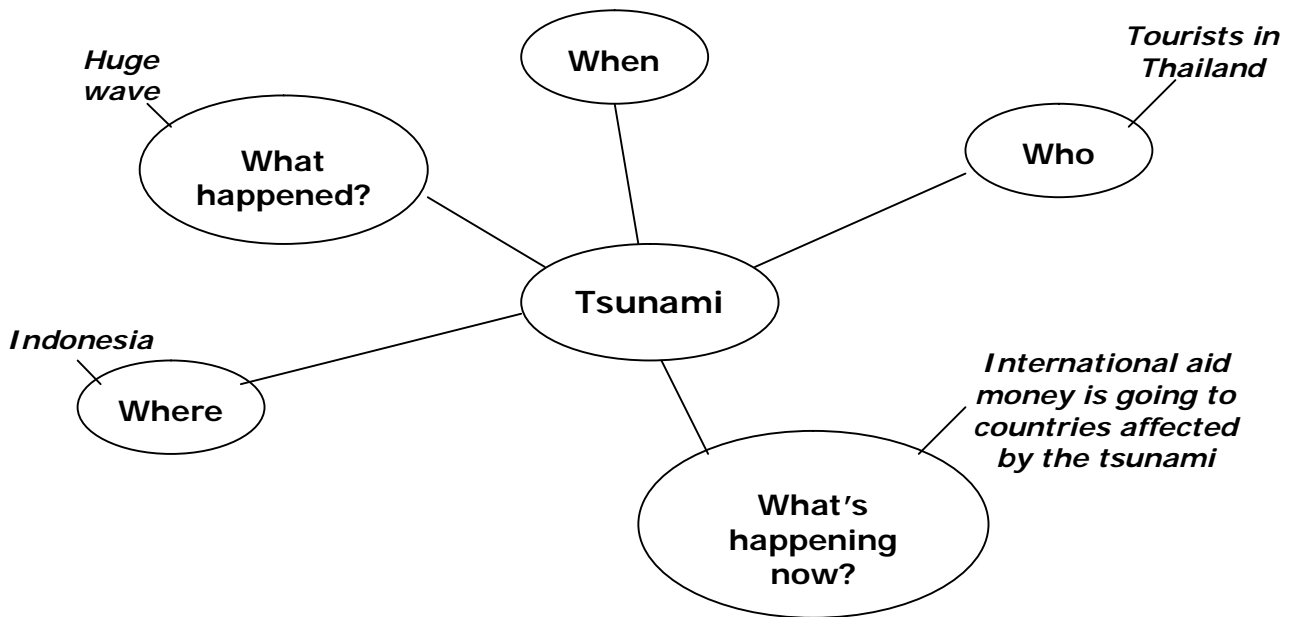 Huge
wave
What
happened?
When
Tourists in
Thailand
Who
Tsunami
Indonesia
Where
International aid
money is going to
countries affected
by the tsunami
What's
happening
now?